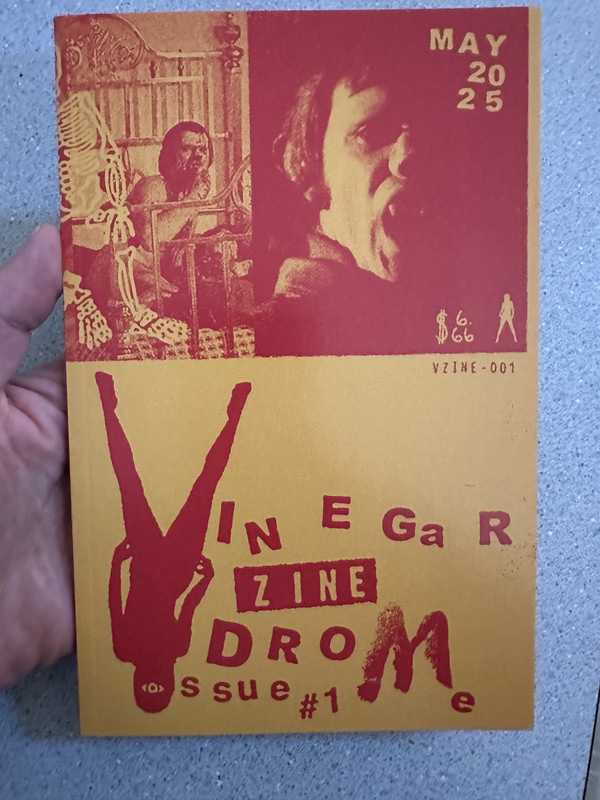 MAY
20
25
$6.
66
VZINE-001
VINEGaR
ZINE
DROMe
Issue #1